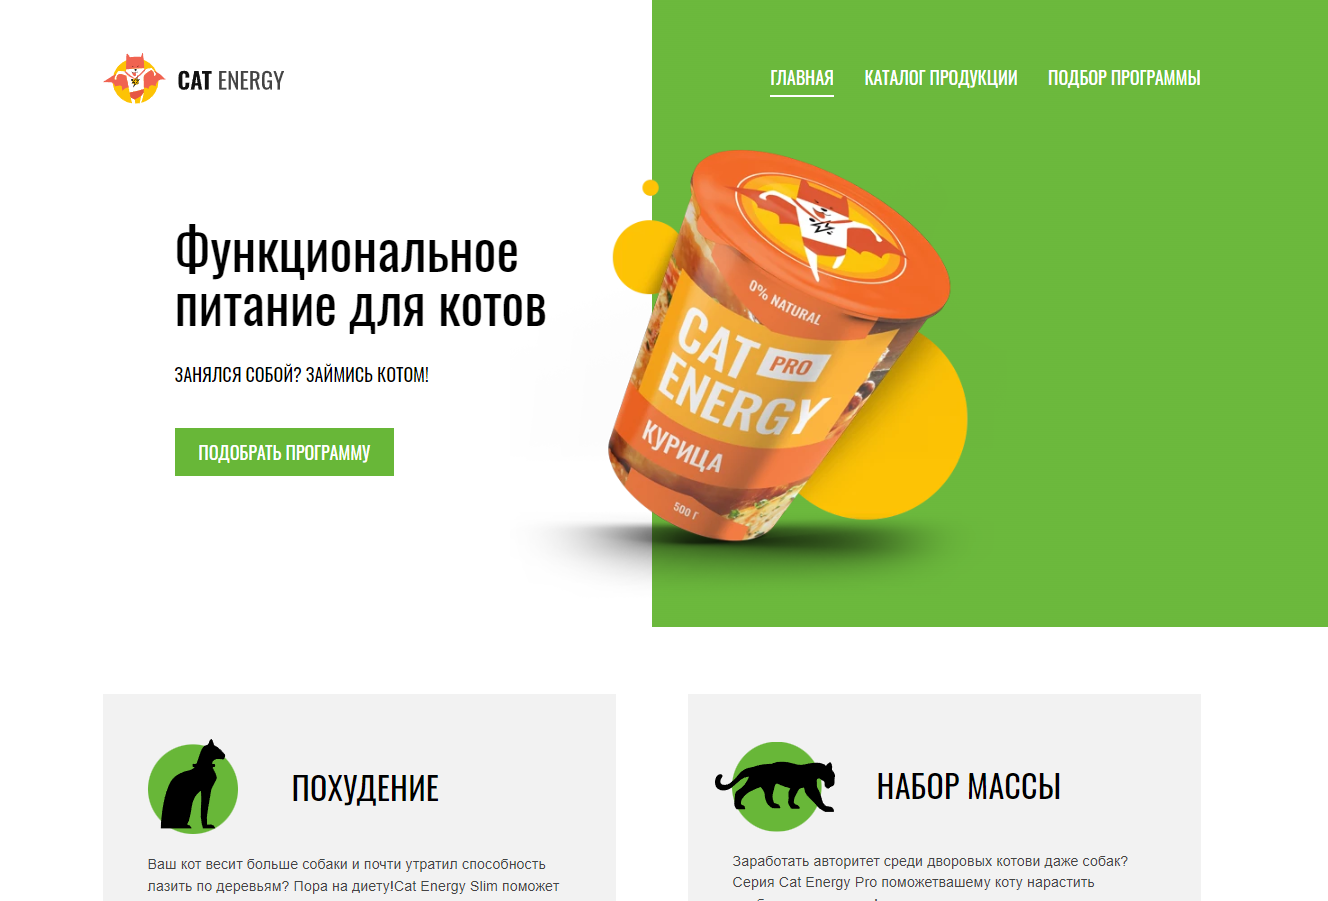 CAT ENERGY
ГЛАВНАЯ КАТАЛОГ ПРОДУКЦИИ ПОДБОР ПРОГРАММЫ
Функциональное
питание для котов
ЗАНЯЛСЯ СОБОЙ? ЗАЙМИСЬ КОТОМ!
ПОДОБРАТЬ ПРОГРАММУ
0% NATURAL
CAT PRO
ENERGY
КУРИЦА
500 Г
ПОХУДЕНИЕ
Ваш кот весит больше собаки и почти утратил способность
лазить по деревьям? Пора на диету!Cat Energy Slim поможет
НАБОР МАССЫ
Заработать авторитет среди дворовых котови даже собак?
Серия Cat Energy Pro поможетвашему коту нарастить